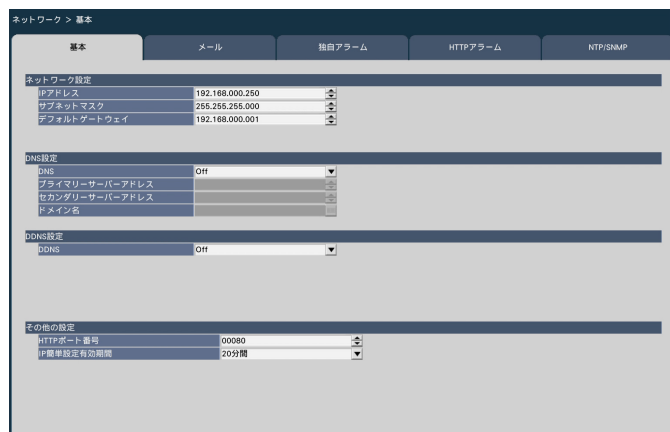 ネットワーク > 基本
基本 メール 独自アラーム HTTPアラーム NTP/SNMP
ネットワーク設定
IPアドレス 192.168.000.250
サブネットマスク 255.255.255.000
デフォルトゲートウェイ 192.168.000.001
DNS設定
DNS Off
プライマリーサーバーアドレス
セカンダリーサーバーアドレス
ドメイン名
DDNS設定
DDNS Off
その他の設定
HTTPポート番号 00080
IP簡単設定有効期間 20分間